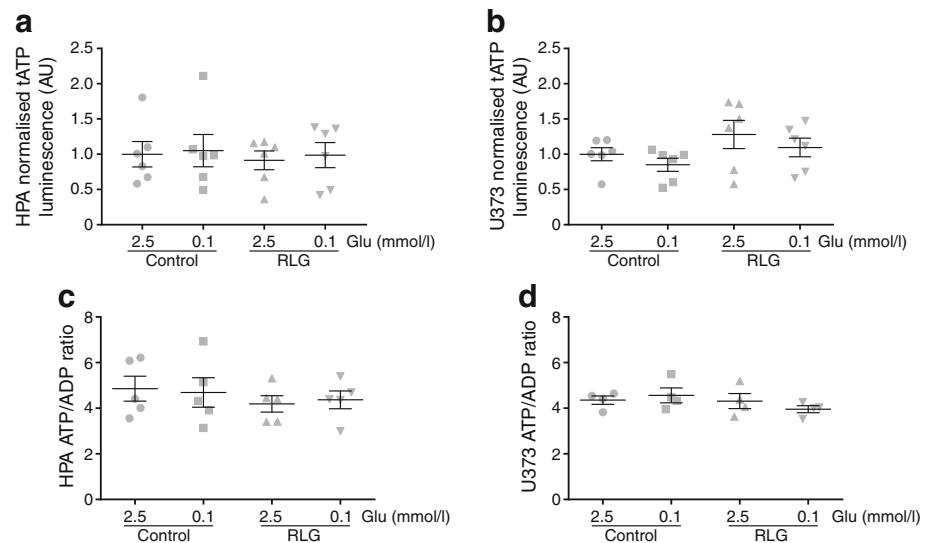 a
HPA normalised tATP
luminescence (AU)
2.5
2.0
1.5
1.0
0.5
0
2.5 0.1 2.5 0.1 Glu (mmol/l)
Control RLG
b
U373 normalised tATP
luminescence (AU)
2.5
2.0
1.5
1.0
0.5
0
2.5 0.1 2.5 0.1 Glu (mmol/l)
Control RLG
c
HPA ATP/ADP ratio
8
6
4
2
0
2.5 0.1 2.5 0.1 Glu (mmol/l)
Control RLG
d
U373 ATP/ADP ratio
8
6
4
2
0
2.5 0.1 2.5 0.1 Glu (mmol/l)
Control RLG